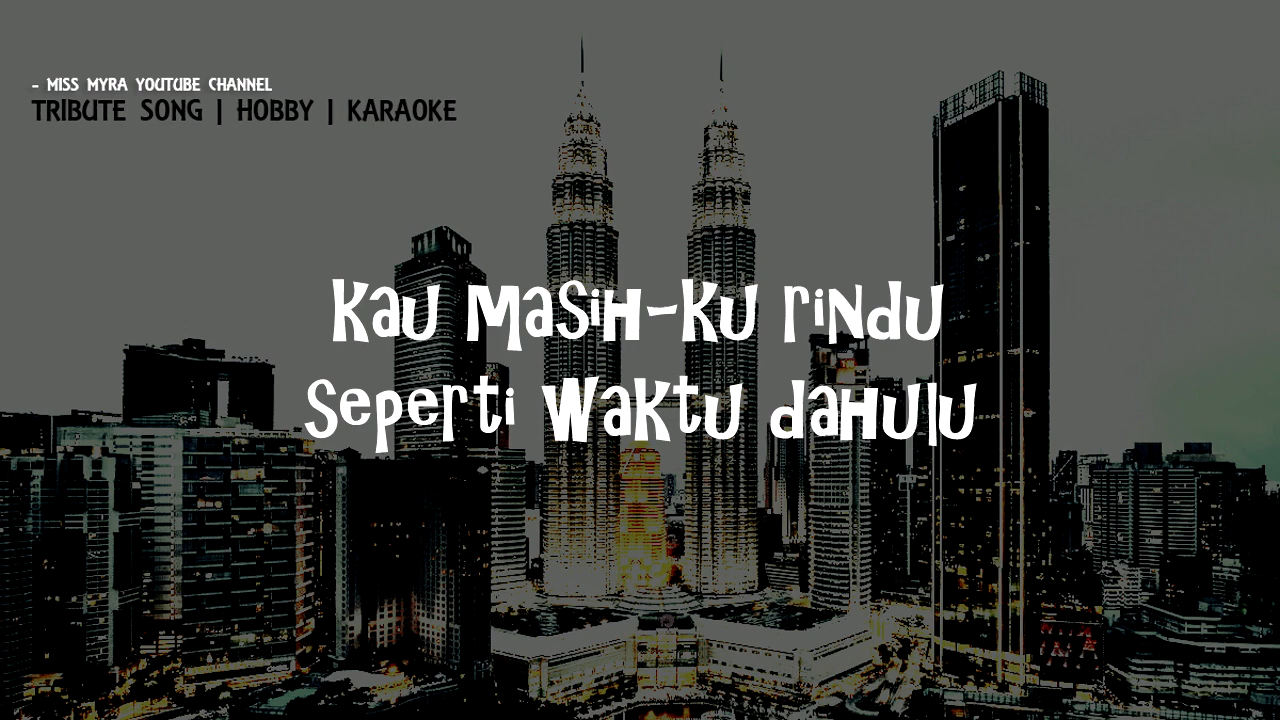 - MISS MYRA YOUTUBE CHANNEL
TRIBUTE SONG | HOBBY | KARAOKE
Kau Masih-Ku rindu
Seperti Waktu dahulu